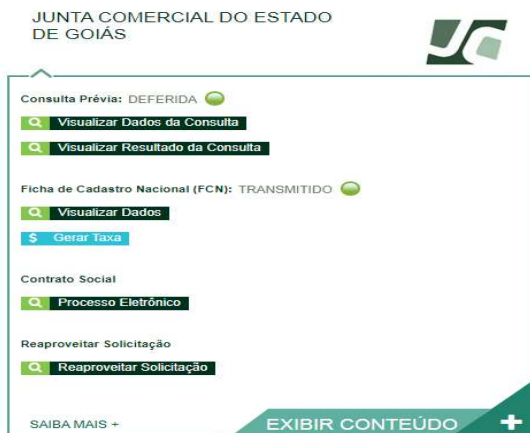 JUNTA COMERCIAL DO ESTADO
DE GOIÁS
Consulta Prévia: DEFERIDA
Visualizar Dados da Consulta
Visualizar Resultado da Consulta
Ficha de Cadastro Nacional (FCN): TRANSMITIDO
Visualizar Dados
$ Gerar Taxa
Contrato Social
Processo Eletrônico
Reaproveitar Solicitação
Reaproveitar Solicitação
SAIBA MAIS + EXIBIR CONTEÚDO +